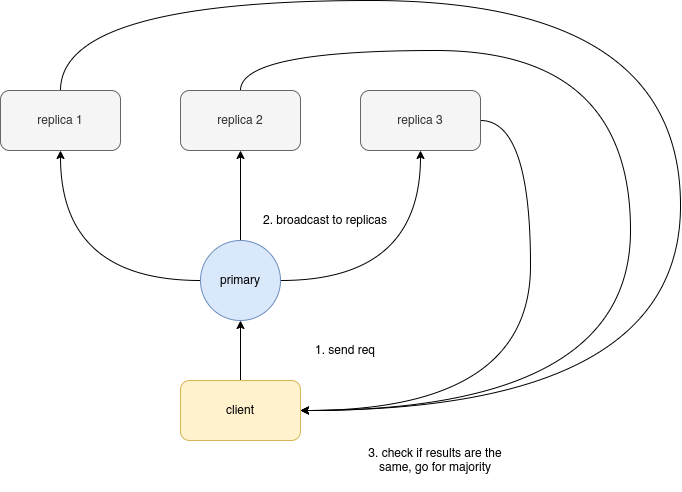 replica 1
replica 2
replica 3
2. broadcast to replicas
primary
1. send req
client
3. check if results are the
same, go for majority